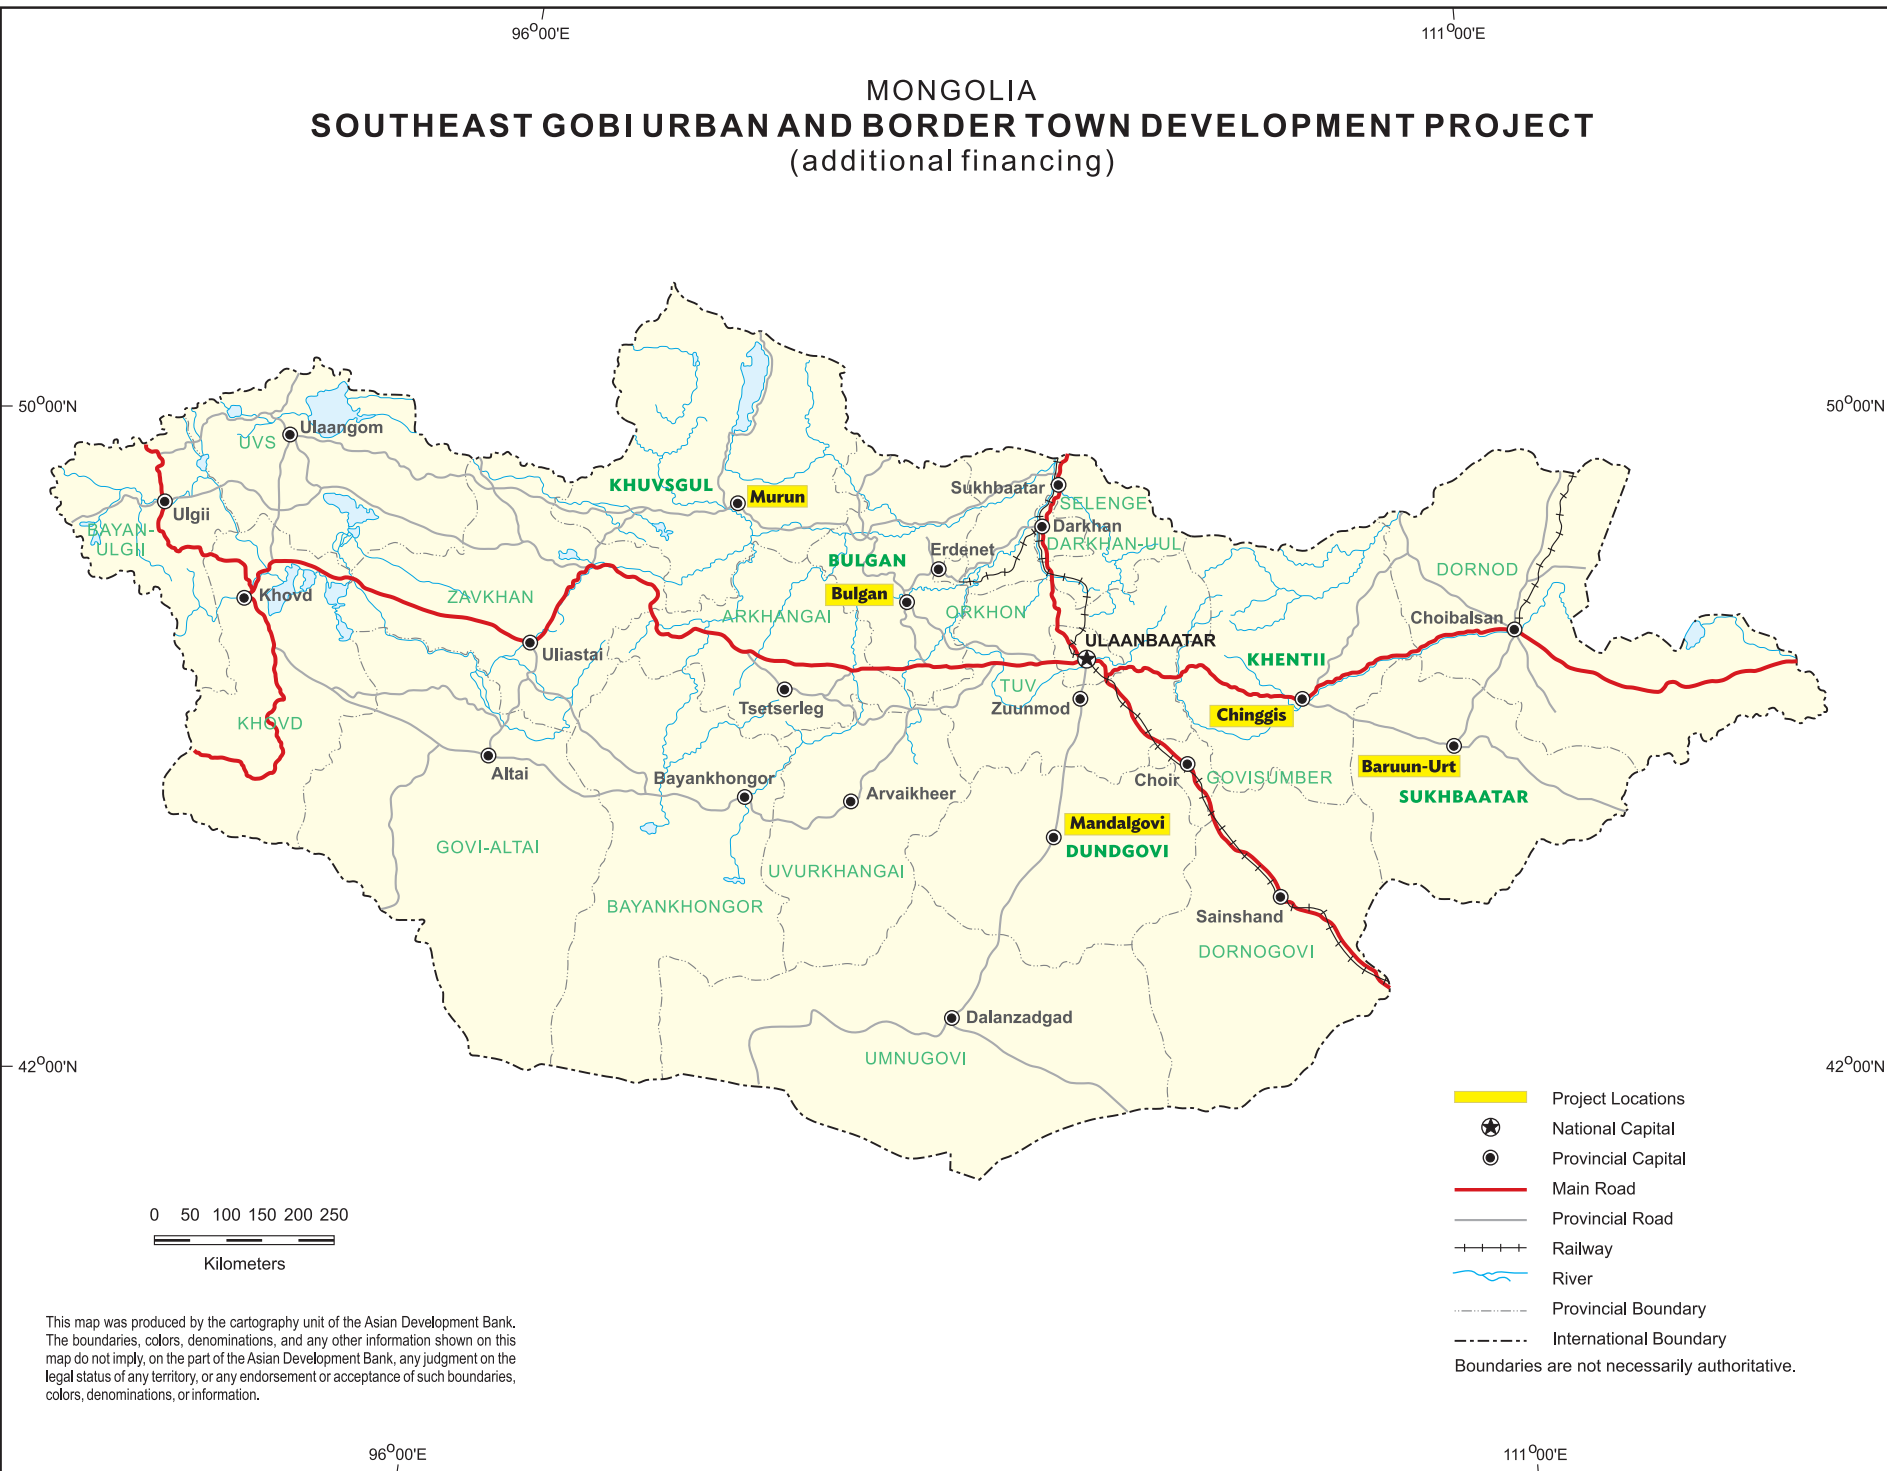 96°00'E
111°00'E
MONGOLIA
SOUTHEAST GOBI URBAN AND BORDER TOWN DEVELOPMENT PROJECT
(additional financing)
50°00'N
50°00'N
Ulaangom
UVS
KHUVSGUL
Murun
Sukhbaatar
SELENGE
Ulgii
BAYAN-
ULGII
Darkhan
DARKHAN-UUL
Erdenet
BULGAN
Bulgan
DORNOD
Khovd
ZAVKHAN
ARKHANGAI
ORKHON
Choibalsan
ULAANBAATAR
Uliastai
KHENTII
TUV
Tsetserleg
Zuunmod
Chinggis
KHOVD
Altai
Bayankhongor
Arvaikheer
Choir
GOVISUMBER
Baruun-Urt
SUKHBAATAR
Mandalgovi
DUNDGOVI
GOVI-ALTAI
UVURKHANGAI
BAYANKHONGOR
Sainshand
DORNOGOVI
Dalanzadgad
UMNUGOVI
42°00'N
42°00'N
Project Locations
National Capital
Provincial Capital
Main Road
Provincial Road
Railway
River
Provincial Boundary
International Boundary
Boundaries are not necessarily authoritative.
0 50 100 150 200 250
Kilometers
This map was produced by the cartography unit of the Asian Development Bank.
The boundaries, colors, denominations, and any other information shown on this
map do not imply, on the part of the Asian Development Bank, any judgment on the
legal status of any territory, or any endorsement or acceptance of such boundaries,
colors, denominations, or information.
96°00'E
111°00'E